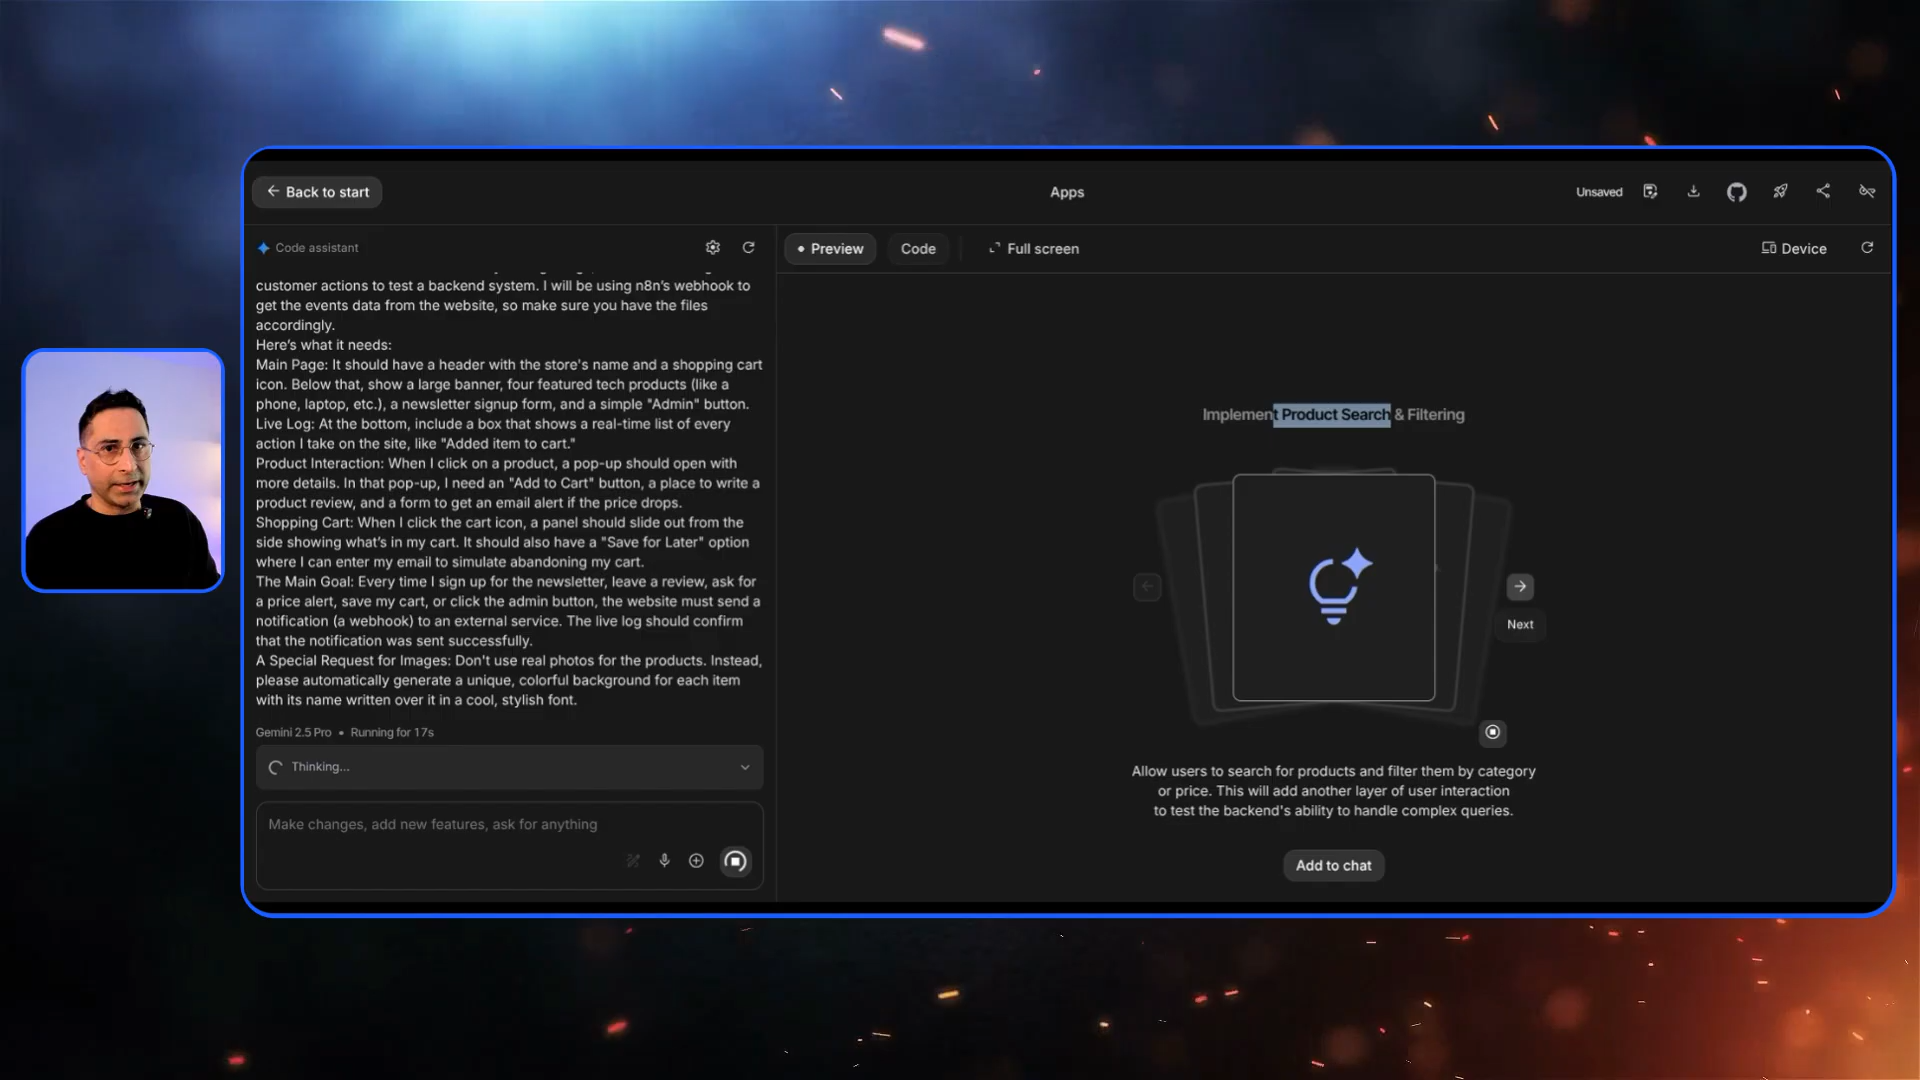 Back to start
Apps
Unsaved
Code assistant
Preview
Code
Full screen
Device
customer actions to test a backend system. I will be using n8n's webhook to
get the events data from the website, so make sure you have the files
accordingly.
Here's what it needs:
Main Page: It should have a header with the store's name and a shopping cart
icon. Below that, show a large banner, four featured tech products (like a
phone, laptop, etc.), a newsletter signup form, and a simple "Admin" button.
Live Log: At the bottom, include a box that shows a real-time list of every
action I take on the site, like "Added item to cart."
Product Interaction: When I click on a product, a pop-up should open with
more details. In that pop-up, I need an "Add to Cart" button, a place to write a
product review, and a form to get an email alert if the price drops.
Shopping Cart: When I click the cart icon, a panel should slide out from the
side showing what's in my cart. It should also have a "Save for Later" option
where I can enter my email to simulate abandoning my cart.
The Main Goal: Every time I sign up for the newsletter, leave a review, ask for
a price alert, save my cart, or click the admin button, the website must send a
notification (a webhook) to an external service. The live log should confirm
that the notification was sent successfully.
A Special Request for Images: Don't use real photos for the products. Instead,
please automatically generate a unique, colorful background for each item
with its name written over it in a cool, stylish font.
Gemini 2.5 Pro • Running for 17s
Thinking...
Make changes, add new features, ask for anything
Implement Product Search & Filtering
Next
Allow users to search for products and filter them by category
or price. This will add another layer of user interaction
to test the backend's ability to handle complex queries.
Add to chat